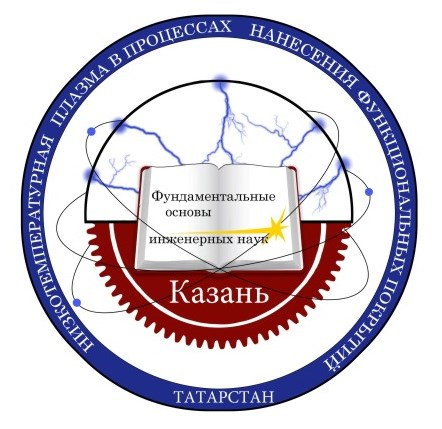 НИЗКОТЕМПЕРАТУРНАЯ ПЛАЗМА В ПРОЦЕССАХ НАНЕСЕНИЯ ФУНКЦИОНАЛЬНЫХ ПОКРЫТИЙ
Фундаментальные
основы
инженерных наук
Казань
ТАТАРСТАН